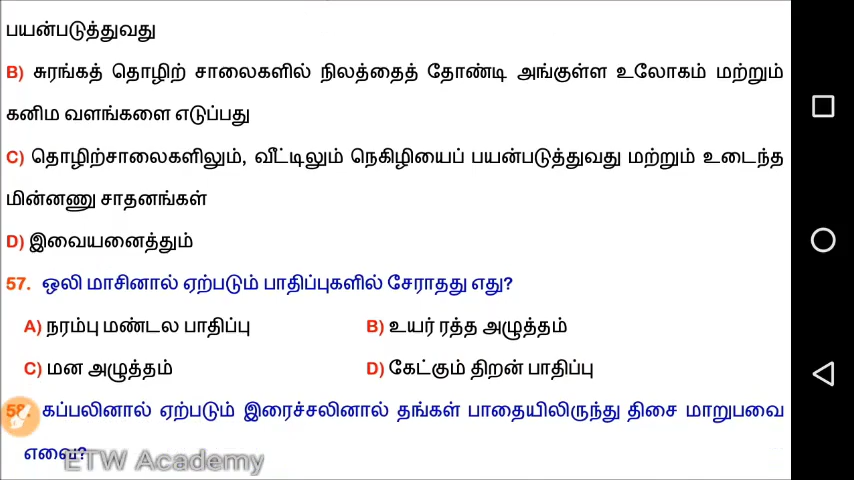 பயன்படுத்துவது
B) சுரங்கத் தொழிற் சாலைகளில் நிலத்தைத் தோண்டி அங்குள்ள உலோகம் மற்றும்
கனிம வளங்களை எடுப்பது
C) தொழிற்சாலைகளிலும், வீட்டிலும் நெகிழியைப் பயன்படுத்துவது மற்றும் உடைந்த
மின்னணு சாதனங்கள்
D) இவையனைத்தும்
57. ஒலி மாசினால் ஏற்படும் பாதிப்புகளில் சேராதது எது?
A) நரம்பு மண்டல பாதிப்பு B) உயர் ரத்த அழுத்தம்
C) மன அழுத்தம் D) கேட்கும் திறன் பாதிப்பு
58. கப்பலினால் ஏற்படும் இரைச்சலினால் தங்கள் பாதையிலிருந்து திசை மாறுபவை
எவை?
ETW Academy